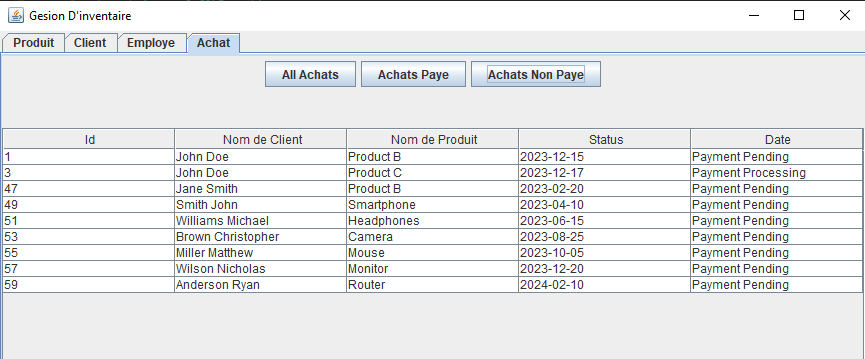 Gesion D'inventaire
Produit Client Employe Achat
All Achats Achats Paye Achats Non Paye
Id Nom de Client Nom de Produit Status Date
1 John Doe Product B 2023-12-15 Payment Pending
3 John Doe Product C 2023-12-17 Payment Processing
47 Jane Smith Product B 2023-02-20 Payment Pending
49 Smith John Smartphone 2023-04-10 Payment Pending
51 Williams Michael Headphones 2023-06-15 Payment Pending
53 Brown Christopher Camera 2023-08-25 Payment Pending
55 Miller Matthew Mouse 2023-10-05 Payment Pending
57 Wilson Nicholas Monitor 2023-12-20 Payment Pending
59 Anderson Ryan Router 2024-02-10 Payment Pending